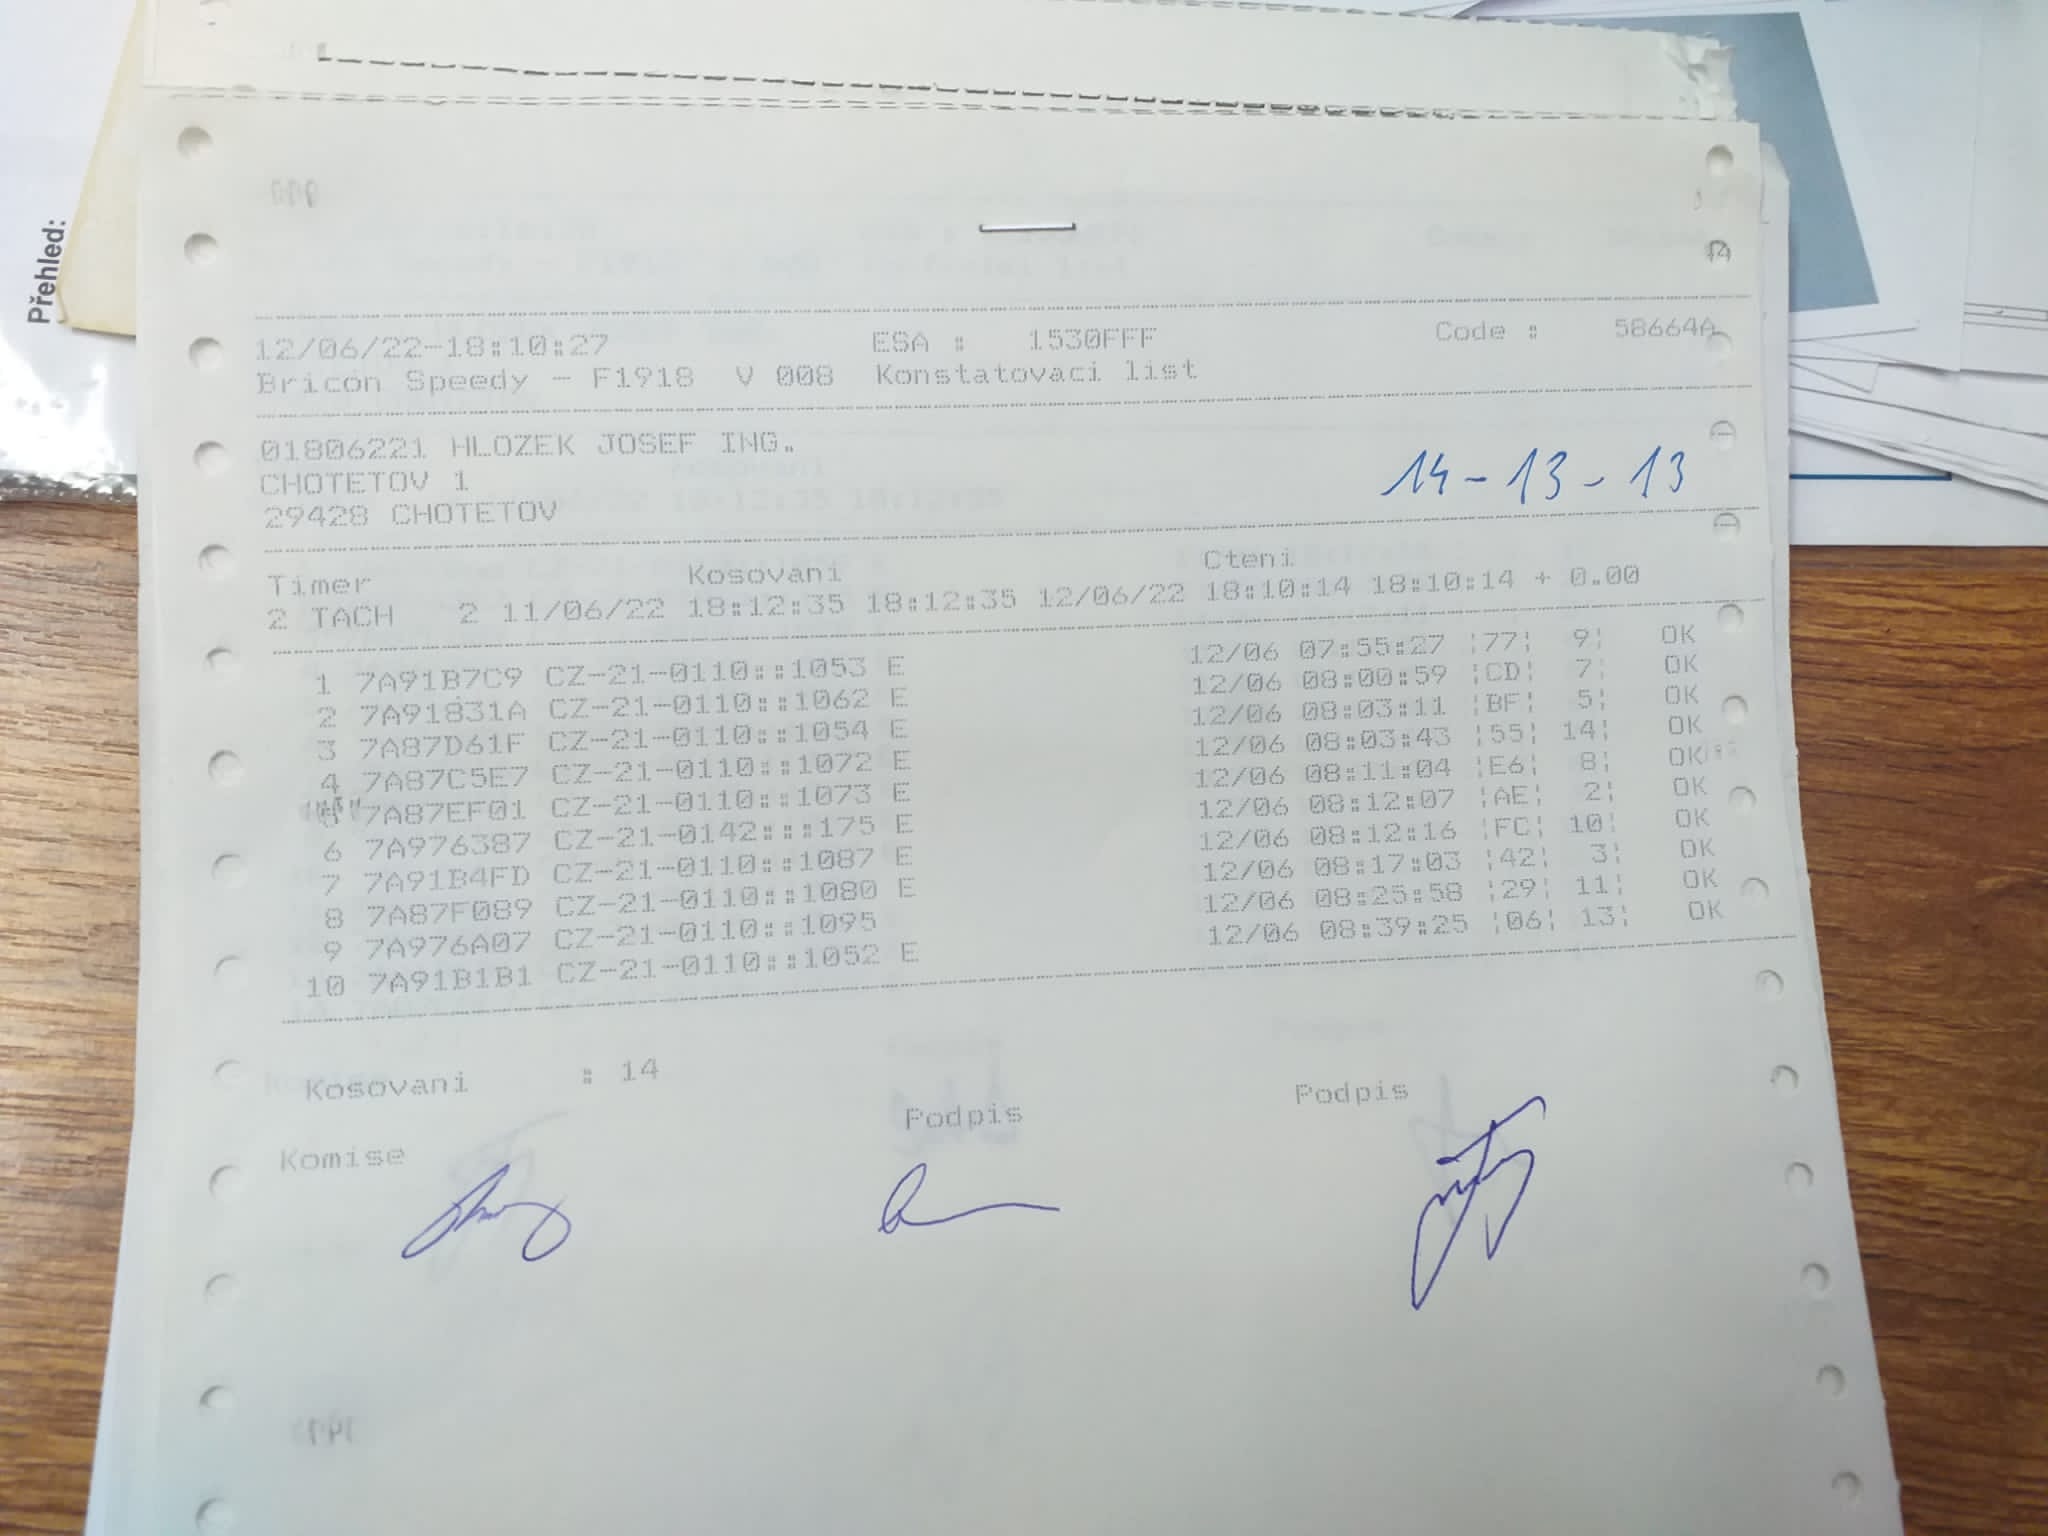 Přehled:
12/06/22-18:10:27 ESA : 1530FFF Code : 58664A
Bricon Speedy - F1918 V 008 Konstatovaci list
01806221 HLOZEK JOSEF ING.
CHOTETOV 1
29428 CHOTETOV
14-13-13
Timer Kosovani Cteni
2 TACH 2 11/06/22 18:12:35 18:12:35 12/06/22 18:10:14 18:10:14 + 0.00
1 7A91B7C9 CZ-21-0110::1053 E 12/06 07:55:27 ¦77¦ 9¦ OK
2 7A91831A CZ-21-0110::1062 E 12/06 08:00:59 ¦CD¦ 7¦ OK
3 7A87D61F CZ-21-0110::1054 E 12/06 08:03:11 ¦BF¦ 5¦ OK
4 7A87C5E7 CZ-21-0110::1072 E 12/06 08:03:43 ¦55¦ 14¦ OK
5 7A87EF01 CZ-21-0110::1073 E 12/06 08:11:04 ¦E6¦ 8¦ OK
6 7A976387 CZ-21-0142:::175 E 12/06 08:12:07 ¦AE¦ 2¦ OK
7 7A91B4FD CZ-21-0110::1087 E 12/06 08:12:16 ¦FC¦ 10¦ OK
8 7A87F089 CZ-21-0110::1080 E 12/06 08:17:03 ¦42¦ 3¦ OK
9 7A976A07 CZ-21-0110::1095 12/06 08:25:58 ¦29¦ 11¦ OK
10 7A91B1B1 CZ-21-0110::1052 E 12/06 08:39:25 ¦06¦ 13¦ OK
Kosovani : 14
Komise Podpis Podpis